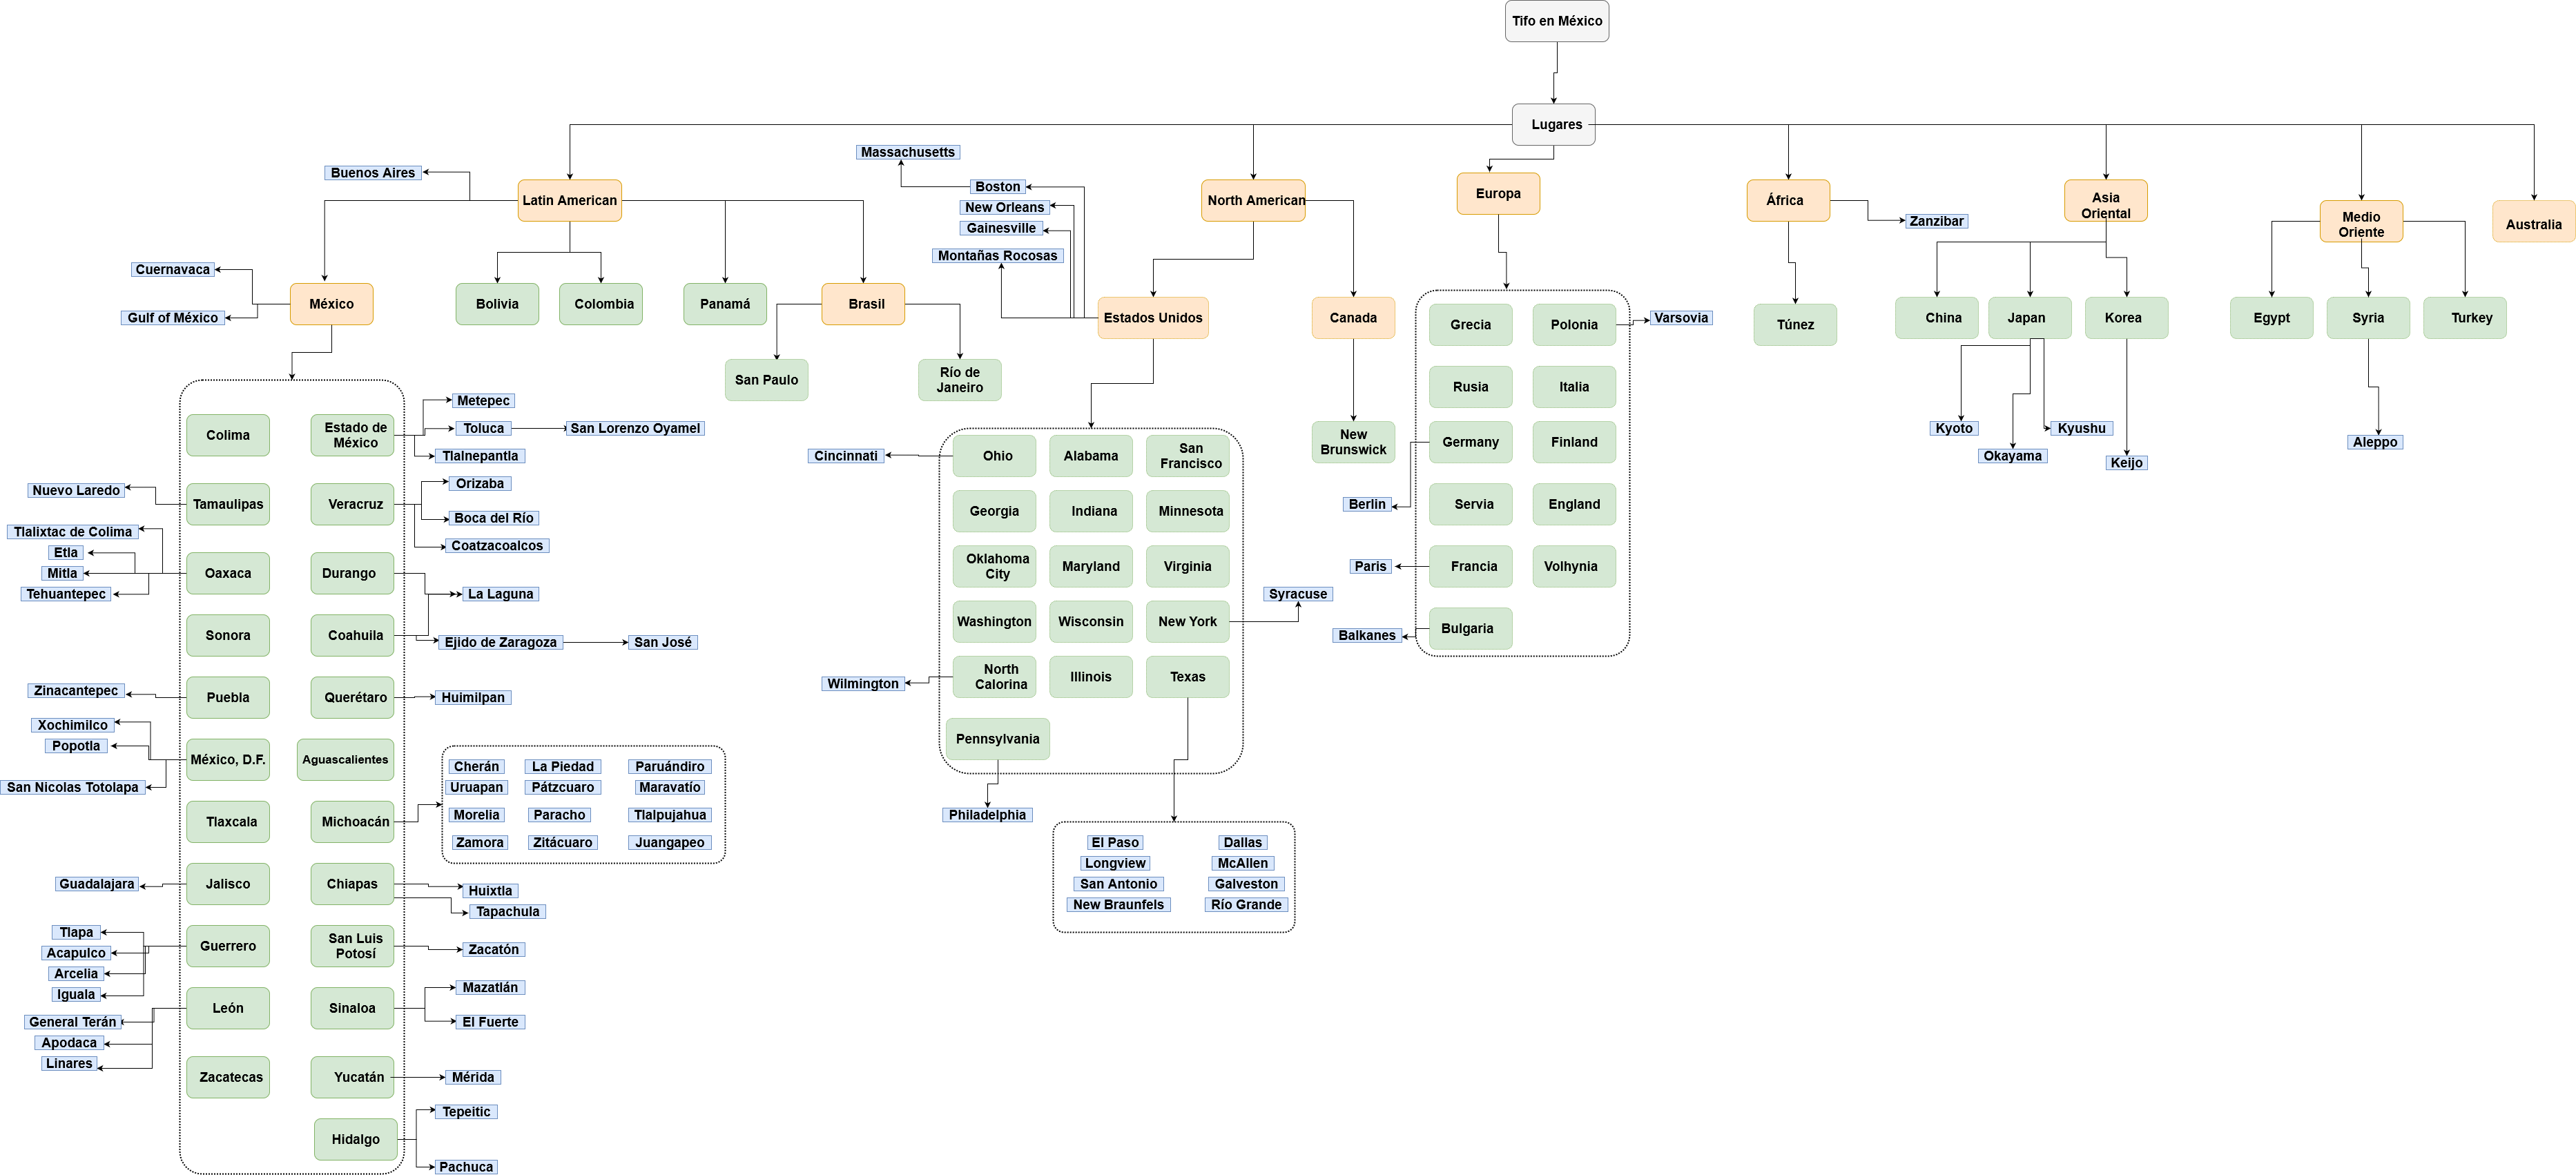 Tifo en México
Lugares
Latin American
North American
Europa
África
Asia
Oriental
Medio
Oriente
Australia
Buenos Aires
México
Bolivia
Colombia
Panamá
Brasil
San Paulo
Río de
Janeiro
Cuernavaca
Gulf of México
Massachusetts
Boston
New Orleans
Gainesville
Montañas Rocosas
Estados Unidos
Canada
New
Brunswick
Zanzibar
Túnez
China
Japan
Korea
Kyoto
Okayama
Kyushu
Keijo
Egypt
Syria
Turkey
Aleppo
Grecia
Polonia
Varsovia
Rusia
Italia
Germany
Finland
Berlin
Servia
England
Paris
Francia
Volhynia
Balkanes
Bulgaria
Colima
Estado de
México
Metepec
Toluca
San Lorenzo Oyamel
Tlalnepantla
Nuevo Laredo
Tamaulipas
Veracruz
Orizaba
Boca del Río
Coatzacoalcos
Tlalixtac de Colima
Etla
Mitla
Tehuantepec
Oaxaca
Durango
La Laguna
Sonora
Coahuila
Ejido de Zaragoza
San José
Zinacantepec
Puebla
Querétaro
Huimilpan
Xochimilco
Popotla
San Nicolas Totolapa
México, D.F.
Aguascalientes
Tlaxcala
Michoacán
Cherán
La Piedad
Paruándiro
Uruapan
Pátzcuaro
Maravatío
Morelia
Paracho
Tlalpujahua
Zamora
Zitácuaro
Juangapeo
Guadalajara
Jalisco
Chiapas
Huixtla
Tapachula
Tlapa
Acapulco
Arcelia
Iguala
Guerrero
San Luis
Potosí
Zacatón
León
Sinaloa
Mazatlán
El Fuerte
General Terán
Apodaca
Linares
Zacatecas
Yucatán
Mérida
Hidalgo
Tepeitic
Pachuca
Cincinnati
Ohio
Alabama
San
Francisco
Georgia
Indiana
Minnesota
Oklahoma
City
Maryland
Virginia
Washington
Wisconsin
New York
Syracuse
Wilmington
North
Calorina
Illinois
Texas
Pennsylvania
Philadelphia
El Paso
Dallas
Longview
McAllen
San Antonio
Galveston
New Braunfels
Río Grande